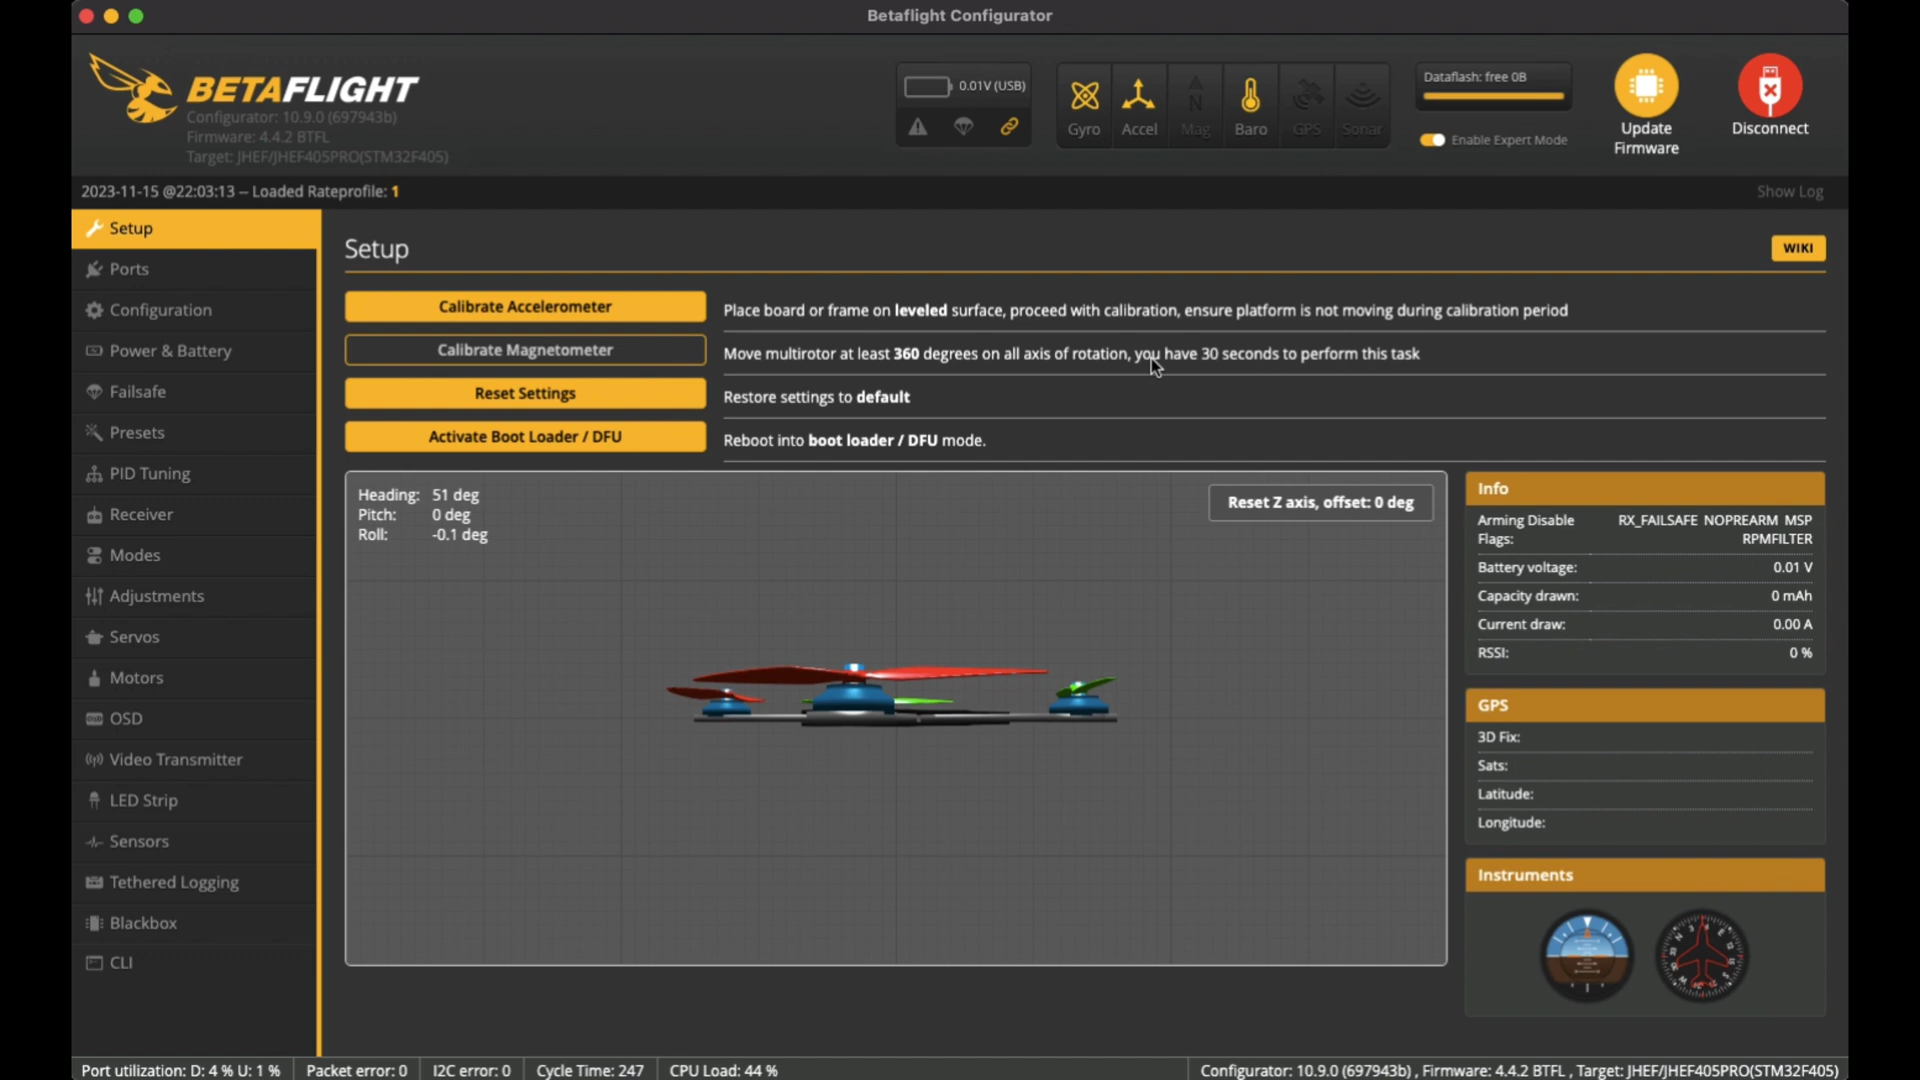 Betaflight Configurator
BETAFLIGHT
Configurator: 10.9.0 (697943b)
Firmware: 4.4.2 BTFL
Target: JHEF/JHEF405PRO(STM32F405)
0.01V (USB)
Gyro
Accel
Mag
Baro
GPS
Sonar
Dataflash: free 0B
Enable Expert Mode
Update
Firmware
Disconnect
2023-11-15 @22:03:13 -- Loaded Rateprofile: 1
Show Log
Setup
Ports
Configuration
Power & Battery
Failsafe
Presets
PID Tuning
Receiver
Modes
Adjustments
Servos
Motors
OSD
Video Transmitter
LED Strip
Sensors
Tethered Logging
Blackbox
CLI
Setup
WIKI
Calibrate Accelerometer
Place board or frame on leveled surface, proceed with calibration, ensure platform is not moving during calibration period
Calibrate Magnetometer
Move multirotor at least 360 degrees on all axis of rotation, you have 30 seconds to perform this task
Reset Settings
Restore settings to default
Activate Boot Loader / DFU
Reboot into boot loader / DFU mode.
Heading: 51 deg
Pitch: 0 deg
Roll: -0.1 deg
Reset Z axis, offset: 0 deg
Info
Arming Disable Flags: RX_FAILSAFE NOPREARM MSP
RPMFILTER
Battery voltage: 0.01 V
Capacity drawn: 0 mAh
Current draw: 0.00 A
RSSI: 0 %
GPS
3D Fix:
Sats:
Latitude:
Longitude:
Instruments
Port utilization: D: 4 % U: 1 %
Packet error: 0
I2C error: 0
Cycle Time: 247
CPU Load: 44 %
Configurator: 10.9.0 (697943b) , Firmware: 4.4.2 BTFL , Target: JHEF/JHEF405PRO(STM32F405)